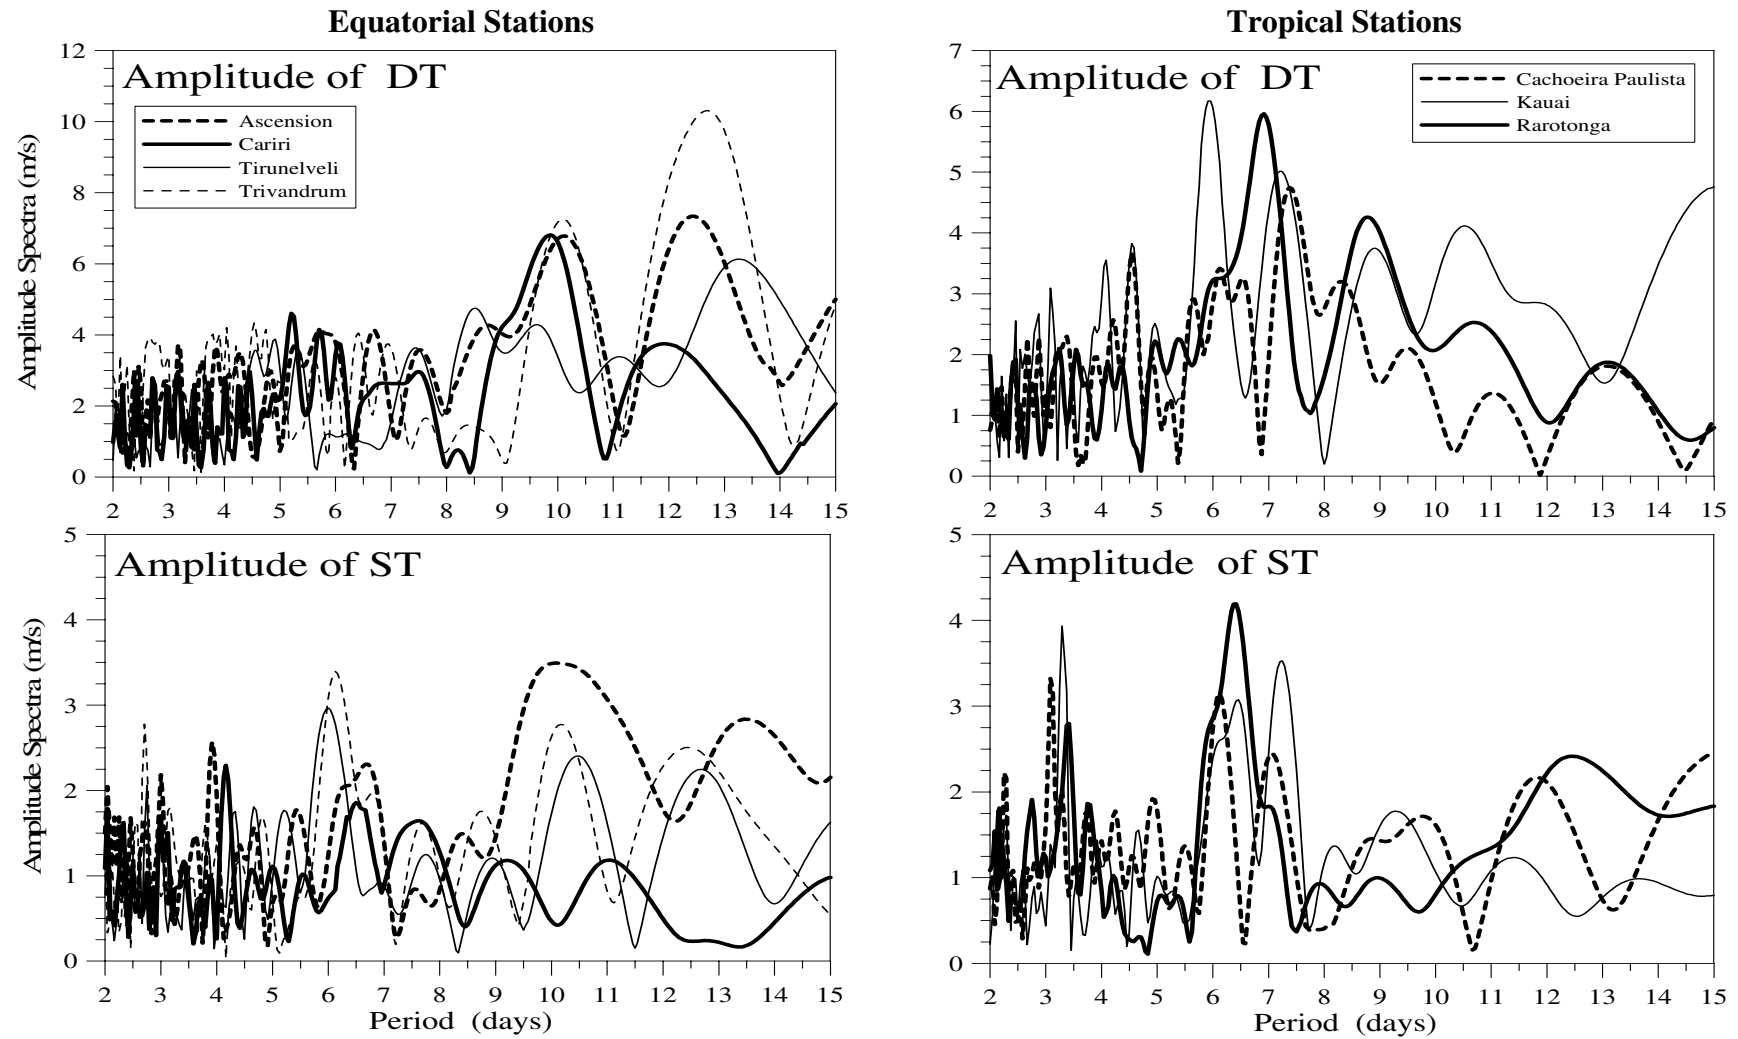 Equatorial Stations
Tropical Stations
Amplitude of DT
Ascension
Cariri
Tirunelveli
Trivandrum
Amplitude Spectra (m/s)
12
10
8
6
4
2
0
2 3 4 5 6 7 8 9 10 11 12 13 14 15
Amplitude of DT
Cachoeira Paulista
Kauai
Rarotonga
7
6
5
4
3
2
1
0
2 3 4 5 6 7 8 9 10 11 12 13 14 15
Amplitude of ST
Amplitude Spectra (m/s)
5
4
3
2
1
0
2 3 4 5 6 7 8 9 10 11 12 13 14 15
Period (days)
Amplitude of ST
5
4
3
2
1
0
2 3 4 5 6 7 8 9 10 11 12 13 14 15
Period (days)